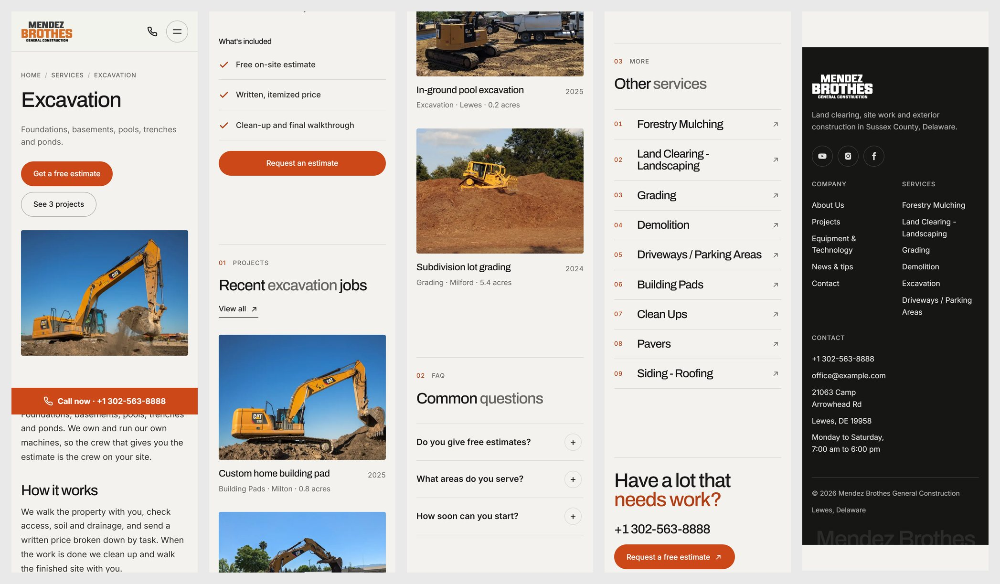 MENDEZ
BROTHES
GENERAL CONSTRUCTION
HOME / SERVICES / EXCAVATION
Excavation
Foundations, basements, pools, trenches
and ponds.
Get a free estimate
See 3 projects
CAT
CAT
Call now · +1 302-563-8888
Foundations, basements, pools, trenches
and ponds. We own and run our own
machines, so the crew that gives you the
estimate is the crew on your site.
How it works
We walk the property with you, check
access, soil and drainage, and send a
written price broken down by task. When
the work is done we clean up and walk
the finished site with you.
What's included
Free on-site estimate
Written, itemized price
Clean-up and final walkthrough
Request an estimate
01 PROJECTS
Recent excavation jobs
View all
CAT
CAT
330
Custom home building pad 2025
Building Pads · Milton · 0.8 acres
CAT
In-ground pool excavation 2025
Excavation · Lewes · 0.2 acres
Subdivision lot grading 2024
Grading · Milford · 5.4 acres
02 FAQ
Common questions
Do you give free estimates?
What areas do you serve?
How soon can you start?
03 MORE
Other services
01 Forestry Mulching
02 Land Clearing -
Landscaping
03 Grading
04 Demolition
05 Driveways / Parking Areas
06 Building Pads
07 Clean Ups
08 Pavers
09 Siding - Roofing
Have a lot that
needs work?
+1 302-563-8888
Request a free estimate
MENDEZ
BROTHES
GENERAL CONSTRUCTION
Land clearing, site work and exterior
construction in Sussex County, Delaware.
COMPANY
About Us
Projects
Equipment &
Technology
News & tips
Contact
SERVICES
Forestry Mulching
Land Clearing -
Landscaping
Grading
Demolition
Excavation
Driveways / Parking
Areas
CONTACT
+1 302-563-8888
office@example.com
21063 Camp
Arrowhead Rd
Lewes, DE 19958
Monday to Saturday,
7:00 am to 6:00 pm
© 2026 Mendez Brothes General Construction
Lewes, Delaware
Mendez Brothes